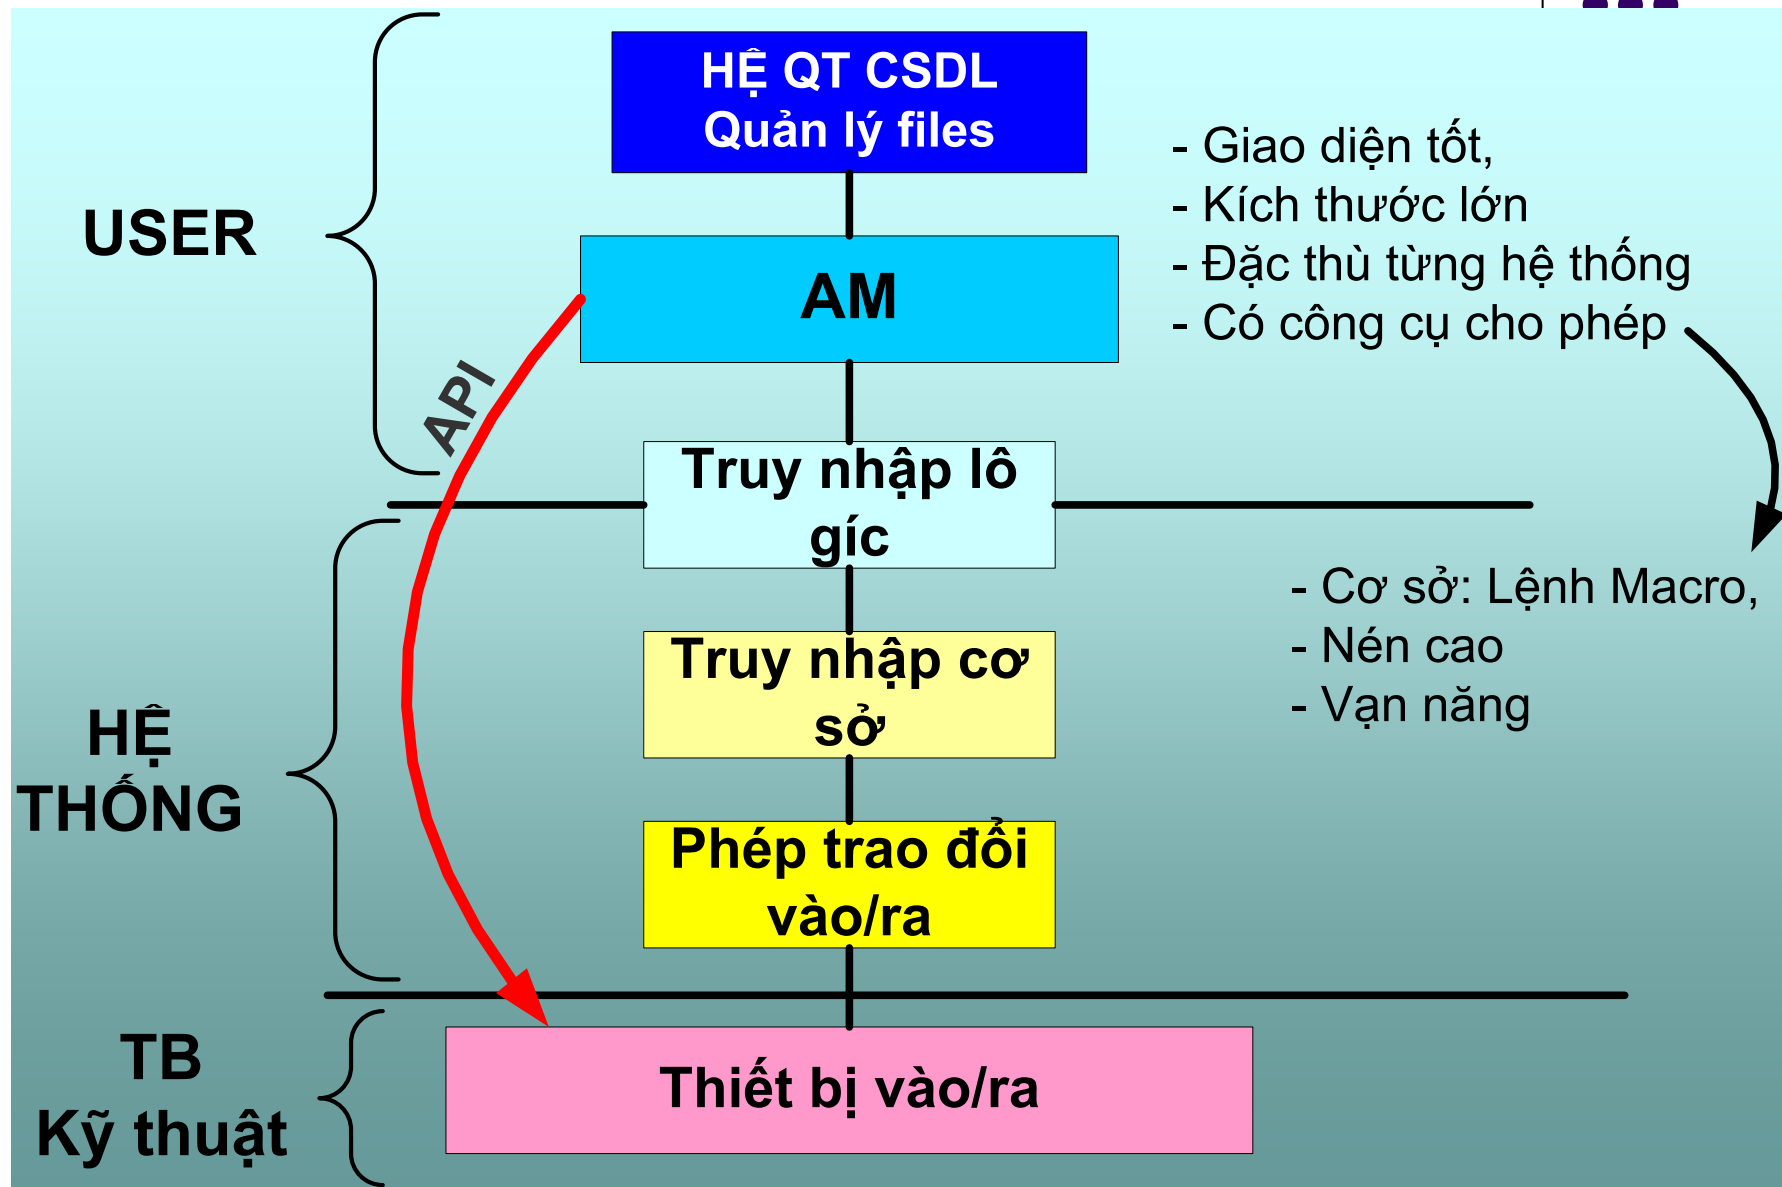 HỆ QT CSDL
Quản lý files
- Giao diện tốt,
- Kích thước lớn
- Đặc thù từng hệ thống
- Có công cụ cho phép
USER
AM
API
Truy nhập lô
gíc
- Cơ sở: Lệnh Macro,
- Nén cao
- Vạn năng
Truy nhập cơ
sở
HỆ
THỐNG
Phép trao đổi
vào/ra
TB
Kỹ thuật
Thiết bị vào/ra